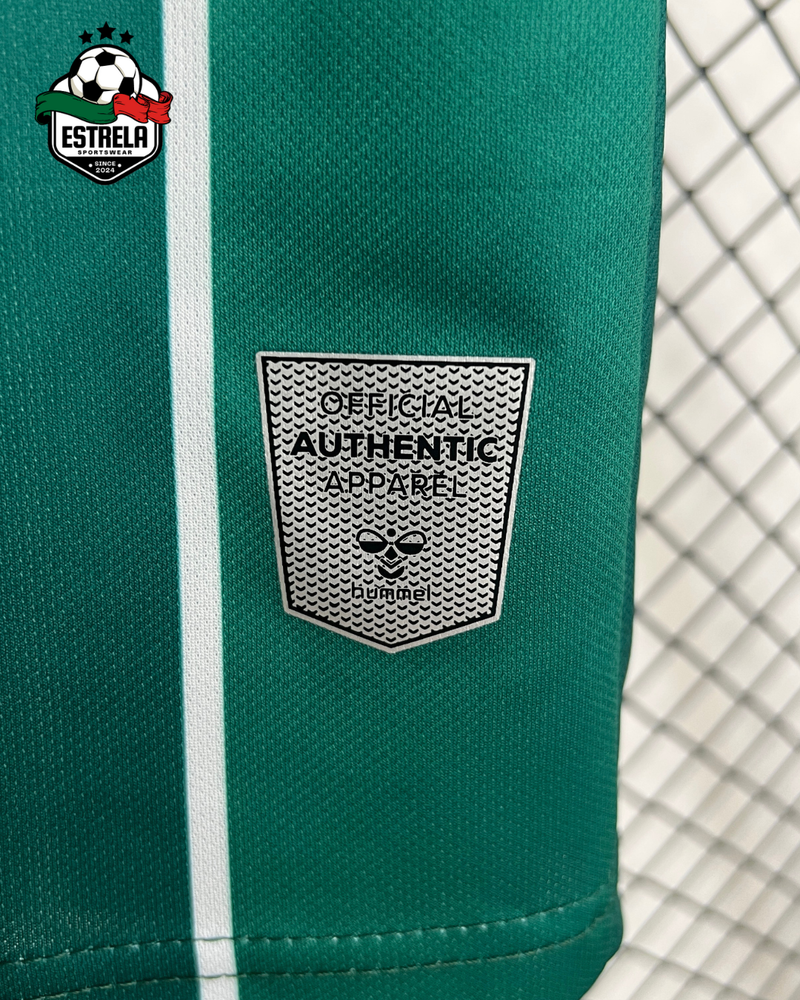 ESTRELA
SPORTSWEAR
SINCE
2024
OFFICIAL
AUTHENTIC
APPAREL
hummel